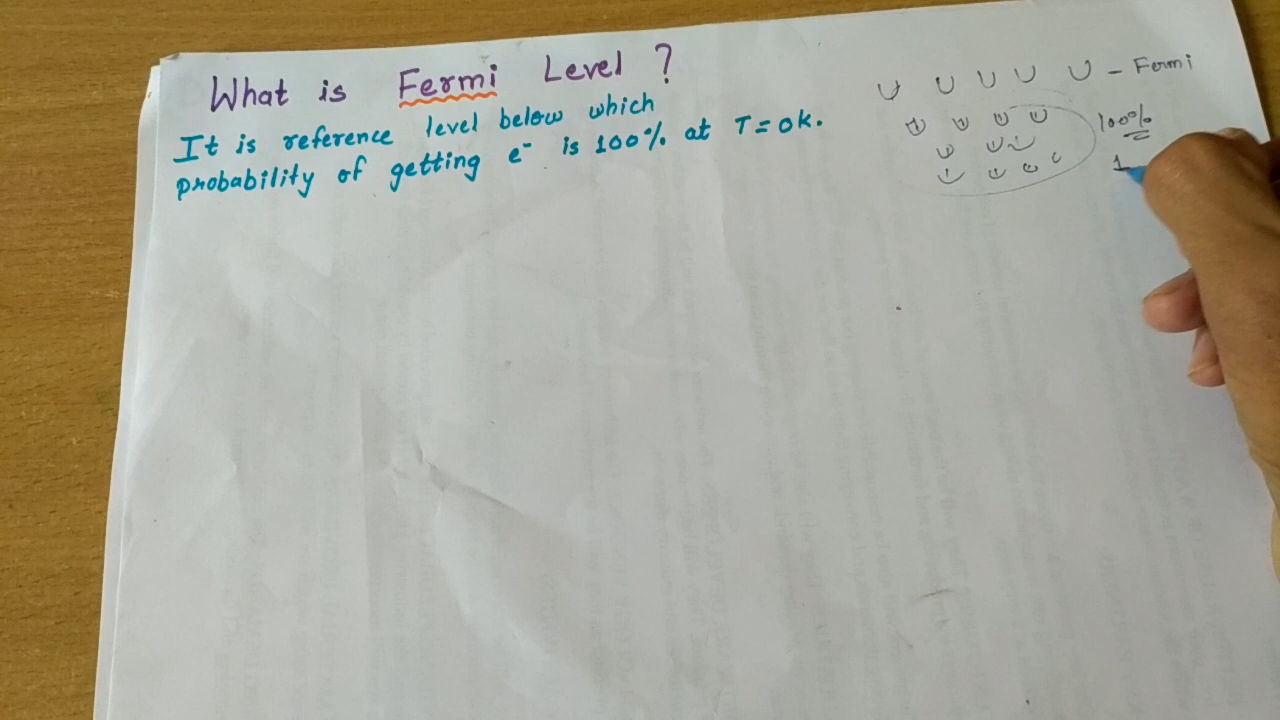 What is Fermi Level ?
It is reference level below which
probability of getting e⁻ is 100% at T=0k.
– Fermi
100%
1